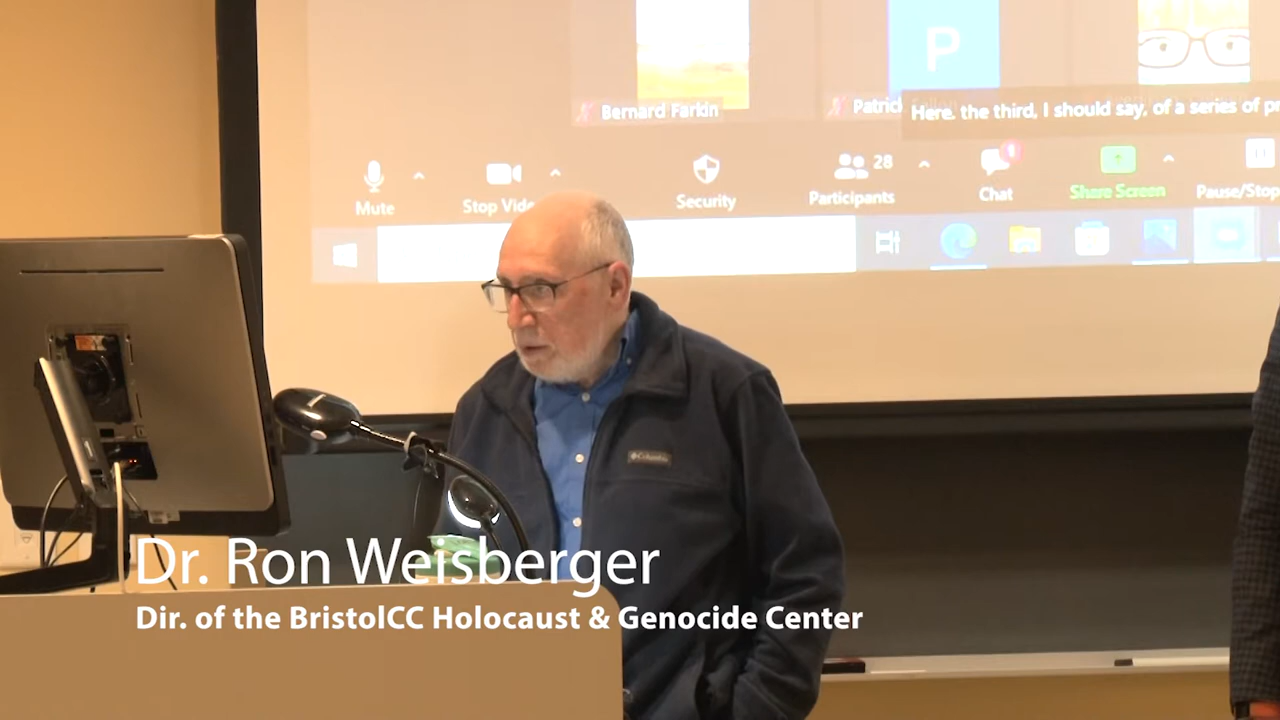 P
Bernard Farkin
Patric
Here, the third, I should say, of a series of pr
Mute
Stop Vide
Security
28
Participants
1
Chat
Share Screen
Pause/Stop
Columbia
Dr. Ron Weisberger
Dir. of the BristolCC Holocaust & Genocide Center